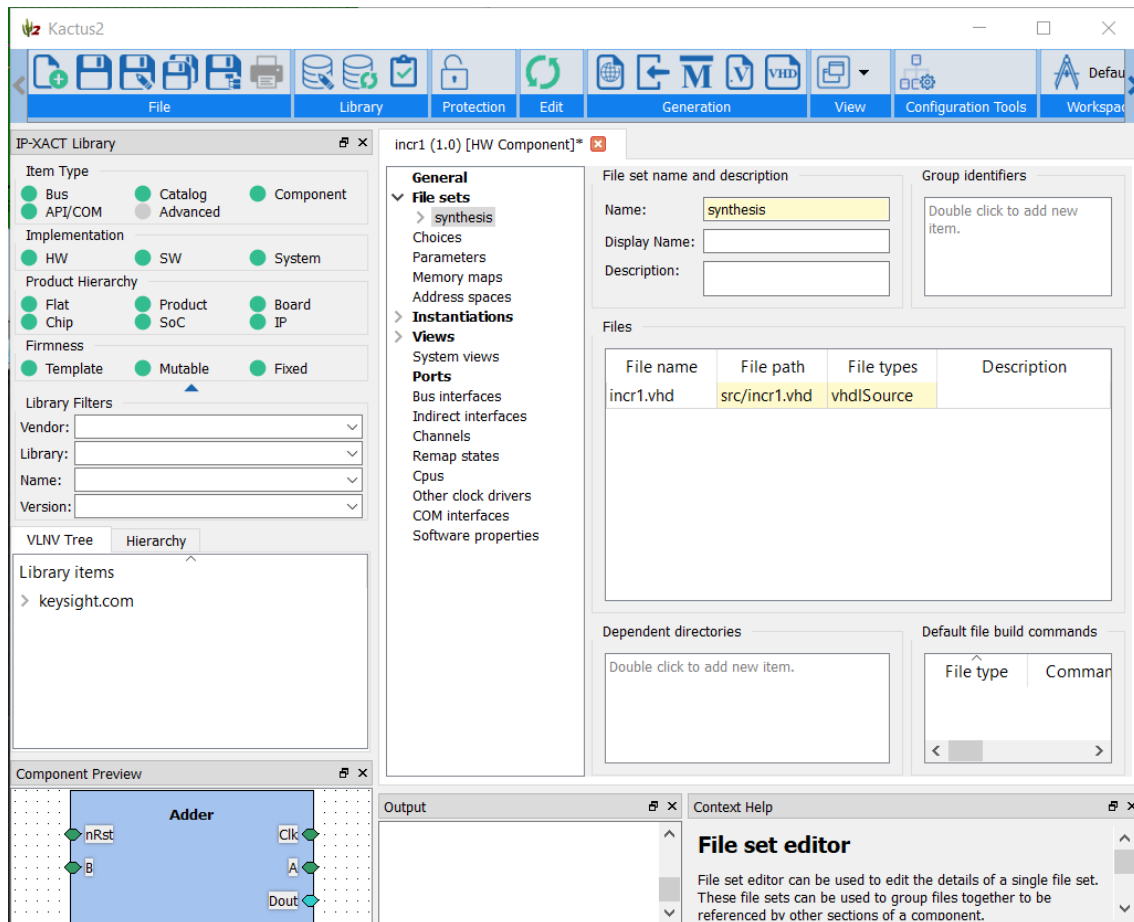 Kactus2
M
.V
VHD
Defau
File
Library
Protection
Edit
Generation
View
Configuration Tools
Workspac
IP-XACT Library
Item Type
Bus
Catalog
Component
API/COM
Advanced
Implementation
HW
SW
System
Product Hierarchy
Flat
Product
Board
Chip
SoC
IP
Firmness
Template
Mutable
Fixed
Library Filters
Vendor:
Library:
Name:
Version:
VLNV Tree
Hierarchy
Library items
keysight.com
Component Preview
Adder
nRst
Clk
B
A
Dout
incr1 (1.0) [HW Component]*
General
File sets
synthesis
Choices
Parameters
Memory maps
Address spaces
Instantiations
Views
System views
Ports
Bus interfaces
Indirect interfaces
Channels
Remap states
Cpus
Other clock drivers
COM interfaces
Software properties
File set name and description
Name:
synthesis
Display Name:
Description:
Group identifiers
Double click to add new
item.
Files
File name
File path
File types
Description
incr1.vhd
src/incr1.vhd
vhdlSource
Dependent directories
Double click to add new item.
Default file build commands
File type
Comman
Output
Context Help
File set editor
File set editor can be used to edit the details of a single file set.
These file sets can be used to group files together to be
referenced by other sections of a component.